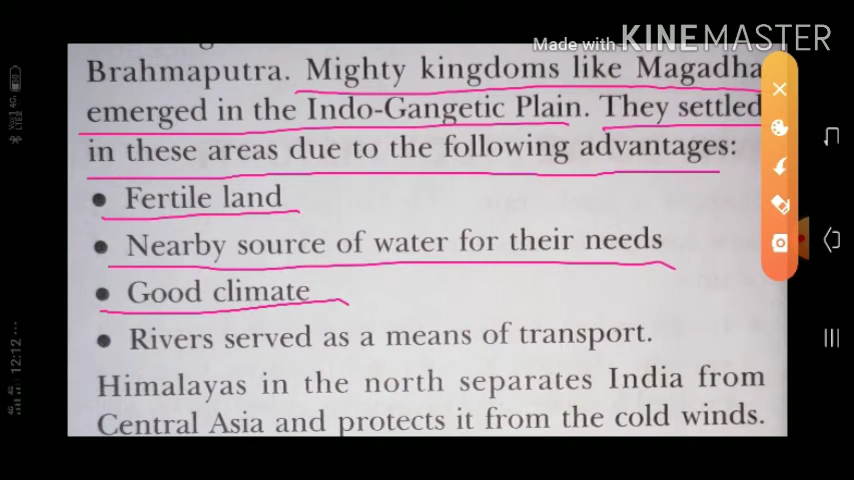 Made with KINEMASTER
Brahmaputra. Mighty kingdoms like Magadha
emerged in the Indo-Gangetic Plain. They settled
in these areas due to the following advantages:
• Fertile land
• Nearby source of water for their needs
• Good climate
• Rivers served as a means of transport.
Himalayas in the north separates India from
Central Asia and protects it from the cold winds.
12:12